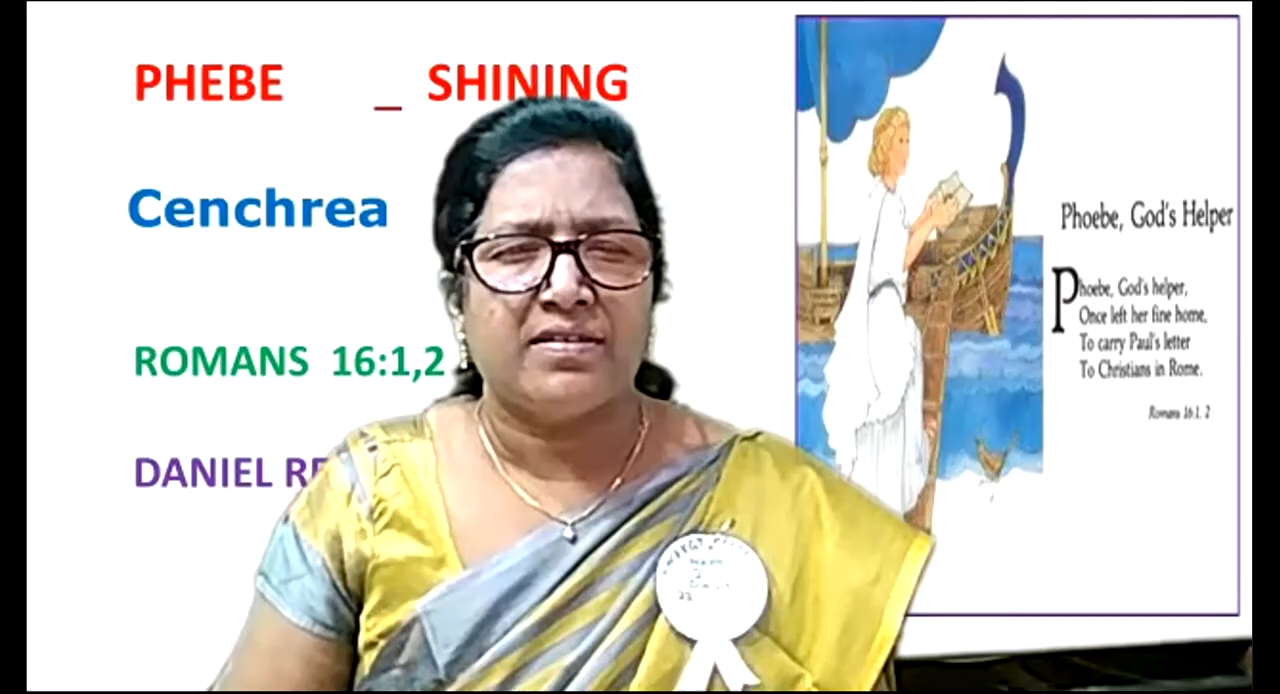 PHEBE _ SHINING
Cenchrea
ROMANS 16:1,2
DANIEL
Phoebe, God's Helper
Phoebe, God's helper,
Once left her fine home,
To carry Paul's letter
To Christians in Rome.
Romans 16:1, 2